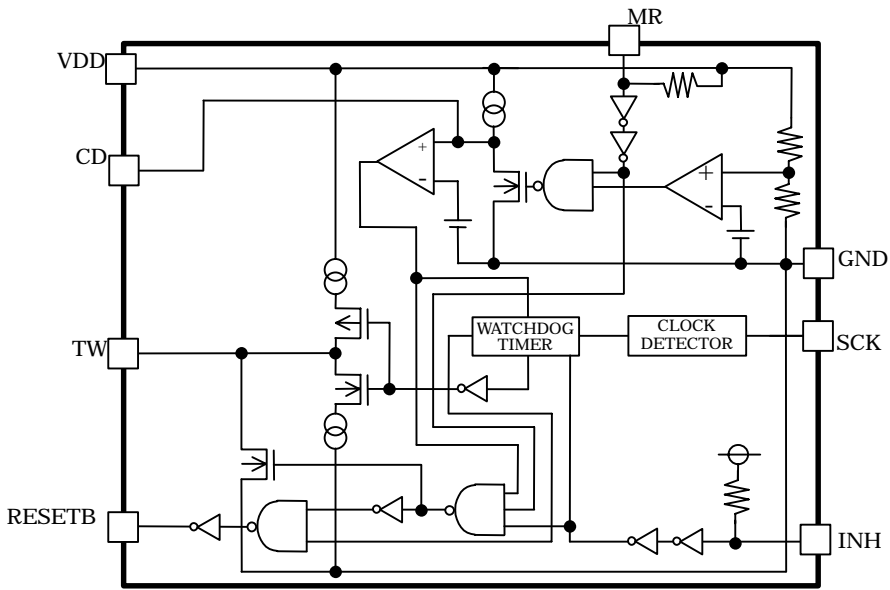 MR
VDD
CD
+
-
+
-
GND
WATCHDOG
TIMER
CLOCK
DETECTOR
SCK
TW
RESETB
INH